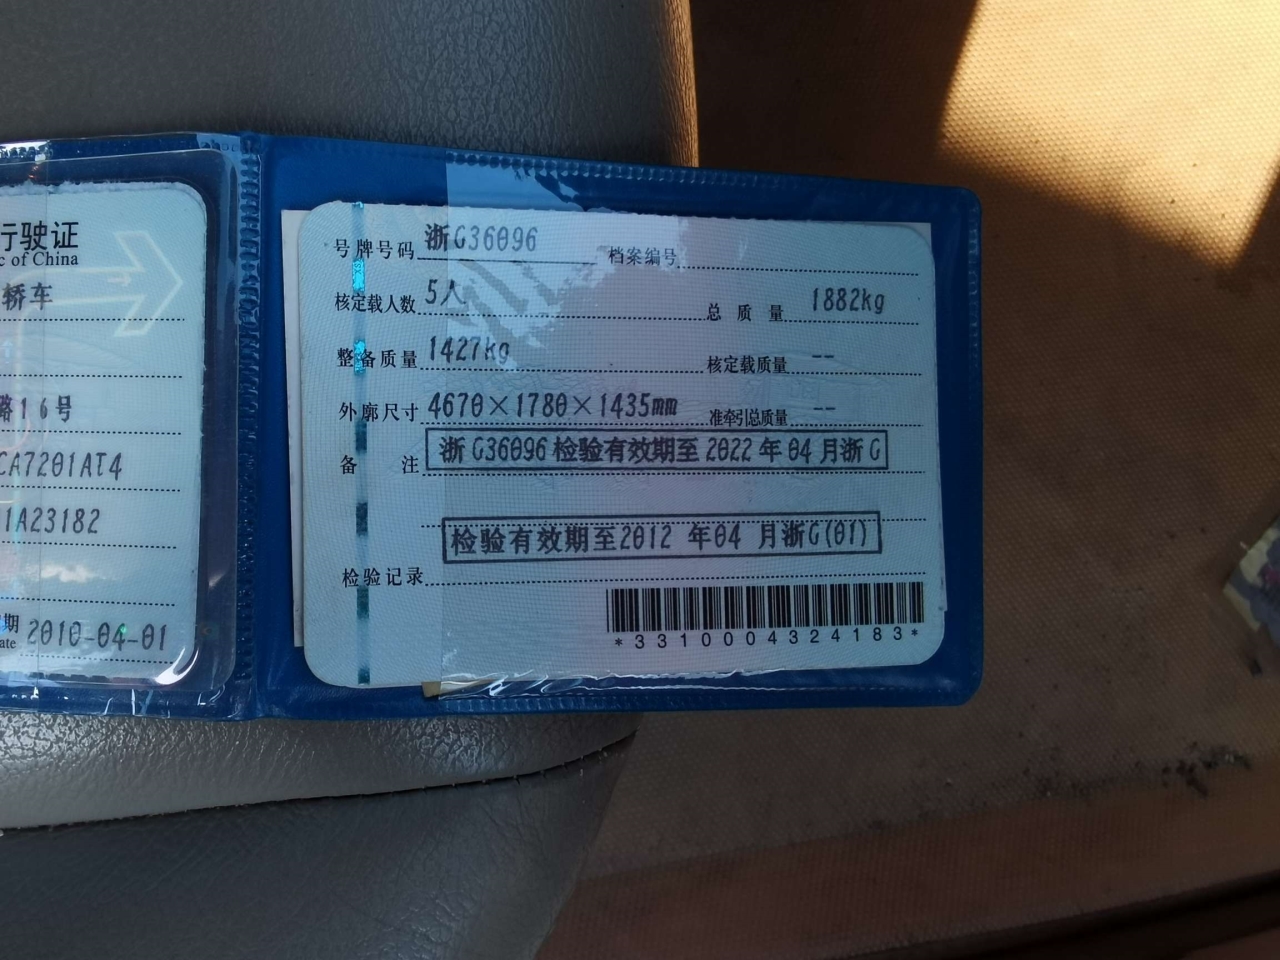 行驶证
c of China
轿车
路16号
CA7201AT4
1A23182
期 2010-04-01
ate
号牌号码 浙G36096 档案编号
核定载人数 5人 总质量 1882kg
整备质量 1427kg 核定载质量 --
外廓尺寸 4670×1780×1435mm 准牵引总质量 --
备注 浙G36096检验有效期至2022年04月浙G
检验有效期至2012 年04 月浙G(01)
检验记录
*3310004324183*